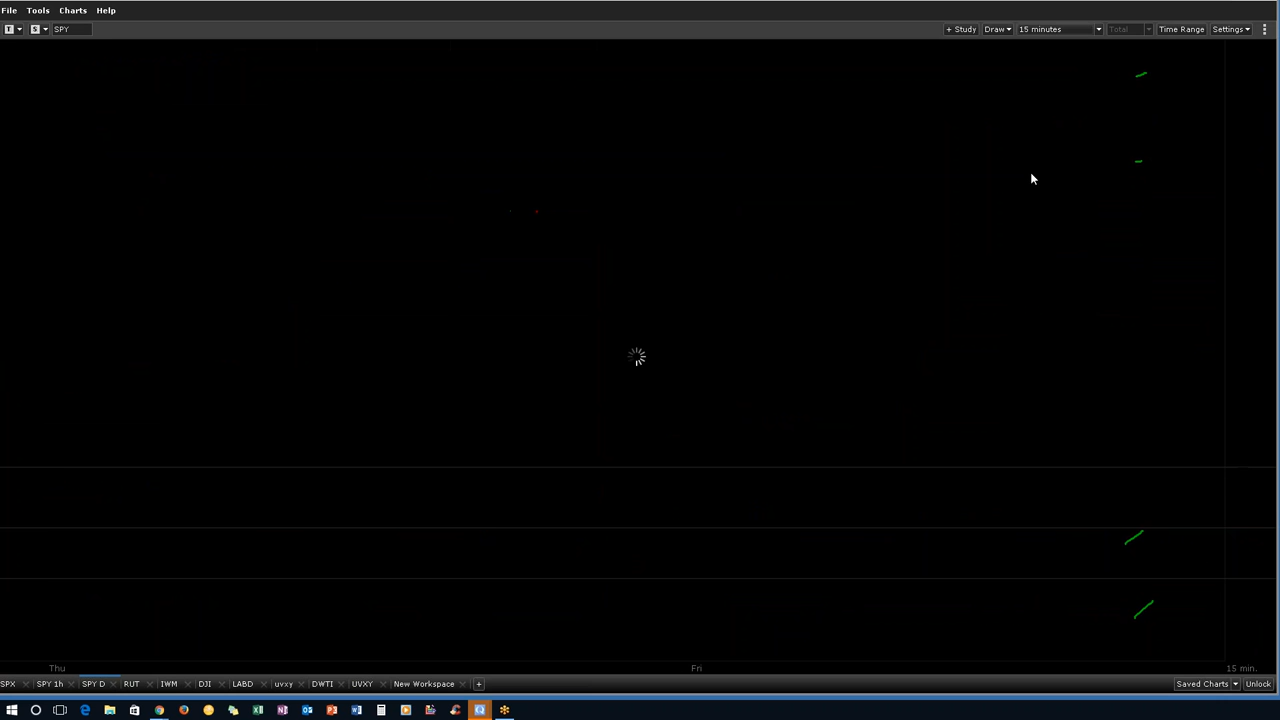 File Tools Charts Help
T S SPY + Study Draw 15 minutes Total Time Range Settings
Thu Fri 15 min.
SPX SPY 1h SPY D RUT IWM DJI LABD uvxy DWTI UVXY New Workspace + Saved Charts Unlock